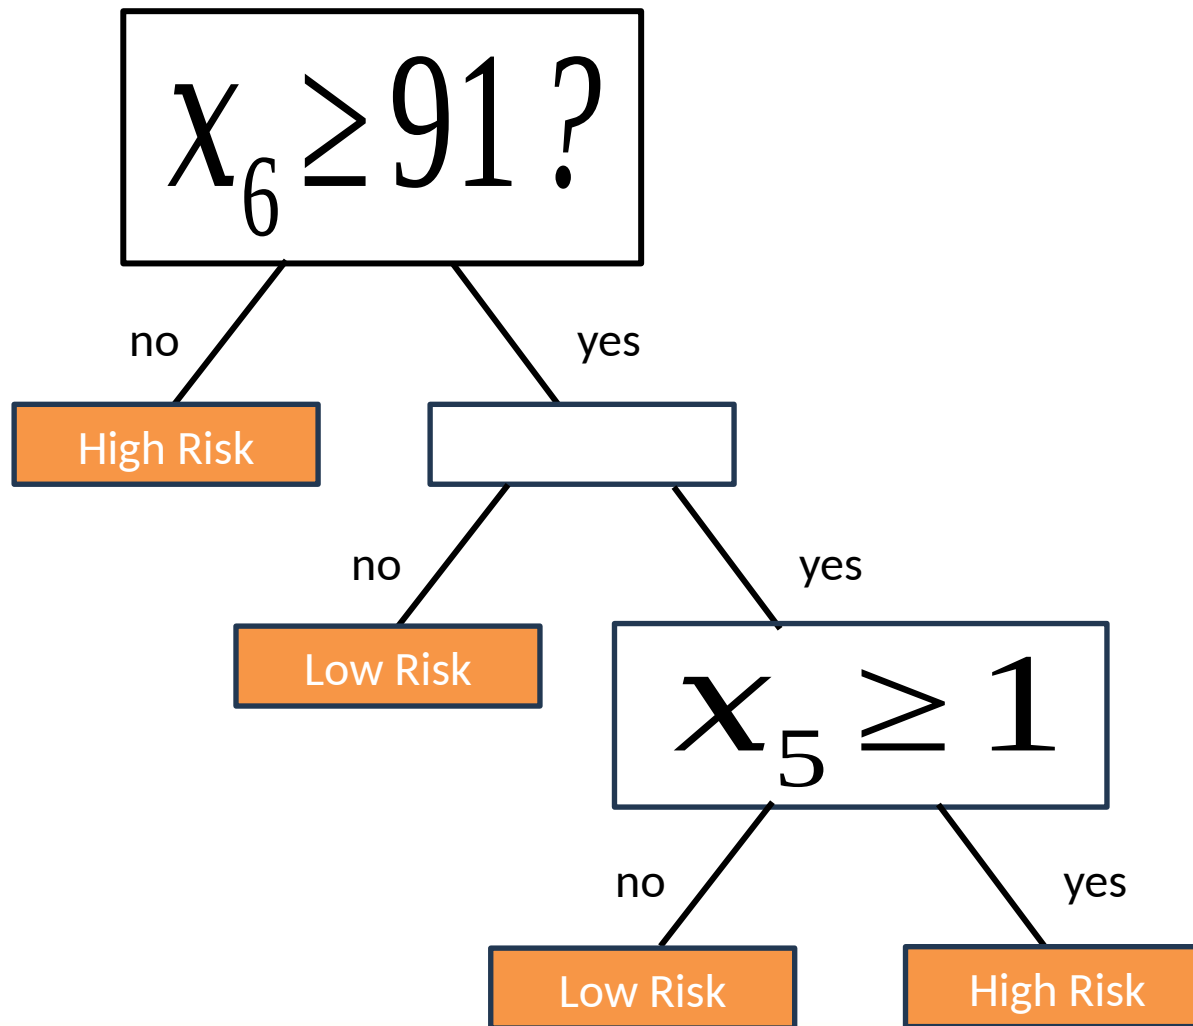 x₆ ≥ 91 ?
no
yes
High Risk
no
yes
Low Risk
x₅ ≥ 1
no
yes
Low Risk
High Risk